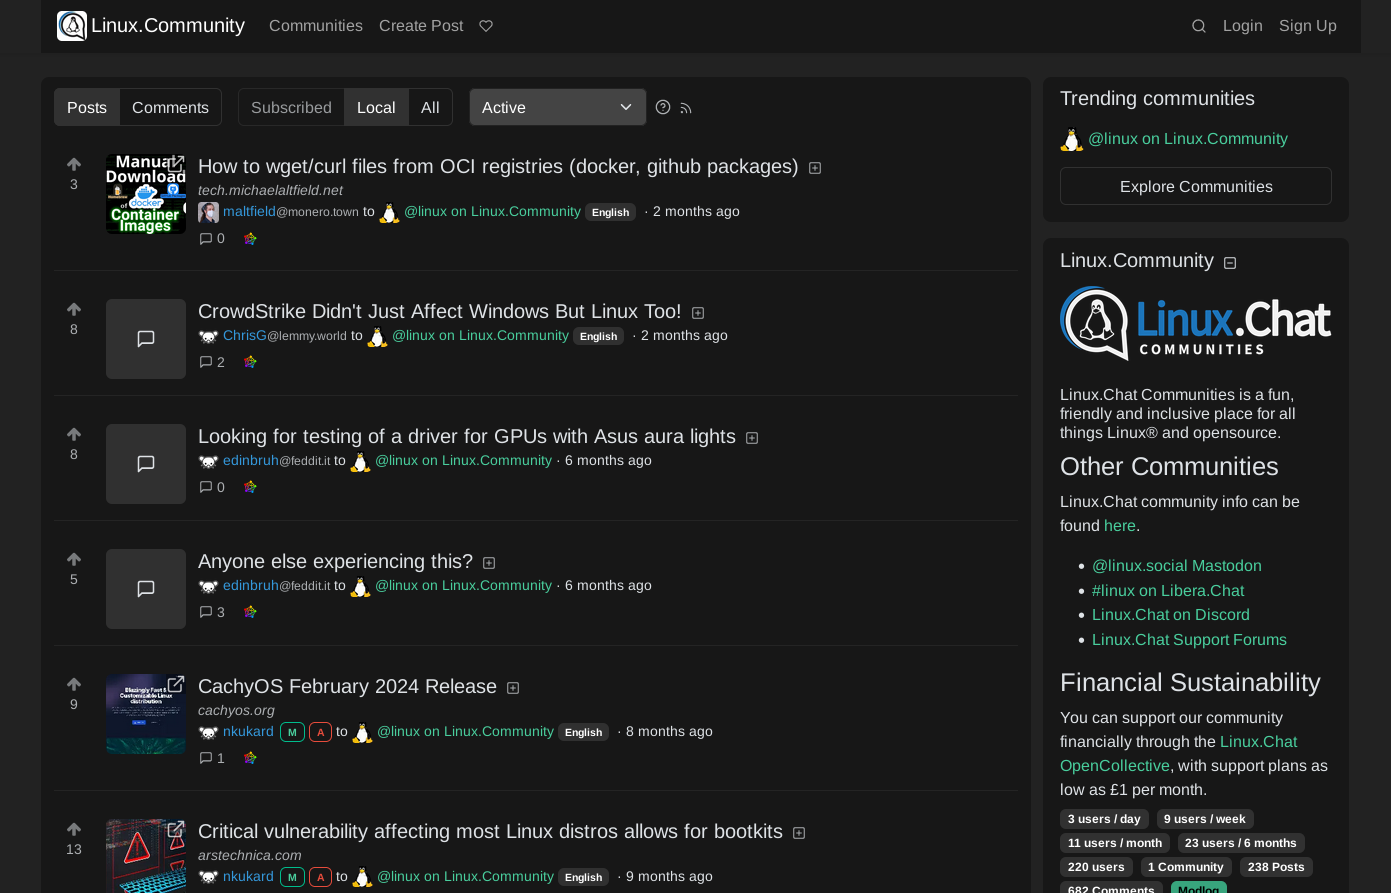 Linux.Community
Communities
Create Post
Login
Sign Up
Posts
Comments
Subscribed
Local
All
Active
3
Manual
Download
docker
of
Container
Images
How to wget/curl files from OCI registries (docker, github packages)
tech.michaelaltfield.net
maltfield@monero.town to @linux on Linux.Community English · 2 months ago
0
8
CrowdStrike Didn't Just Affect Windows But Linux Too!
ChrisG@lemmy.world to @linux on Linux.Community English · 2 months ago
2
8
Looking for testing of a driver for GPUs with Asus aura lights
edinbruh@feddit.it to @linux on Linux.Community · 6 months ago
0
5
Anyone else experiencing this?
edinbruh@feddit.it to @linux on Linux.Community · 6 months ago
3
9
Blazingly Fast &
Customizable Linux
distribution
CachyOS February 2024 Release
cachyos.org
nkukard M A to @linux on Linux.Community English · 8 months ago
1
13
Critical vulnerability affecting most Linux distros allows for bootkits
arstechnica.com
nkukard M A to @linux on Linux.Community English · 9 months ago
Trending communities
@linux on Linux.Community
Explore Communities
Linux.Community
Linux.Chat
COMMUNITIES
Linux.Chat Communities is a fun,
friendly and inclusive place for all
things Linux® and opensource.
Other Communities
Linux.Chat community info can be
found here.
@linux.social Mastodon
#linux on Libera.Chat
Linux.Chat on Discord
Linux.Chat Support Forums
Financial Sustainability
You can support our community
financially through the Linux.Chat
OpenCollective, with support plans as
low as £1 per month.
3 users / day 9 users / week
11 users / month 23 users / 6 months
220 users 1 Community 238 Posts
682 Comments Modlog